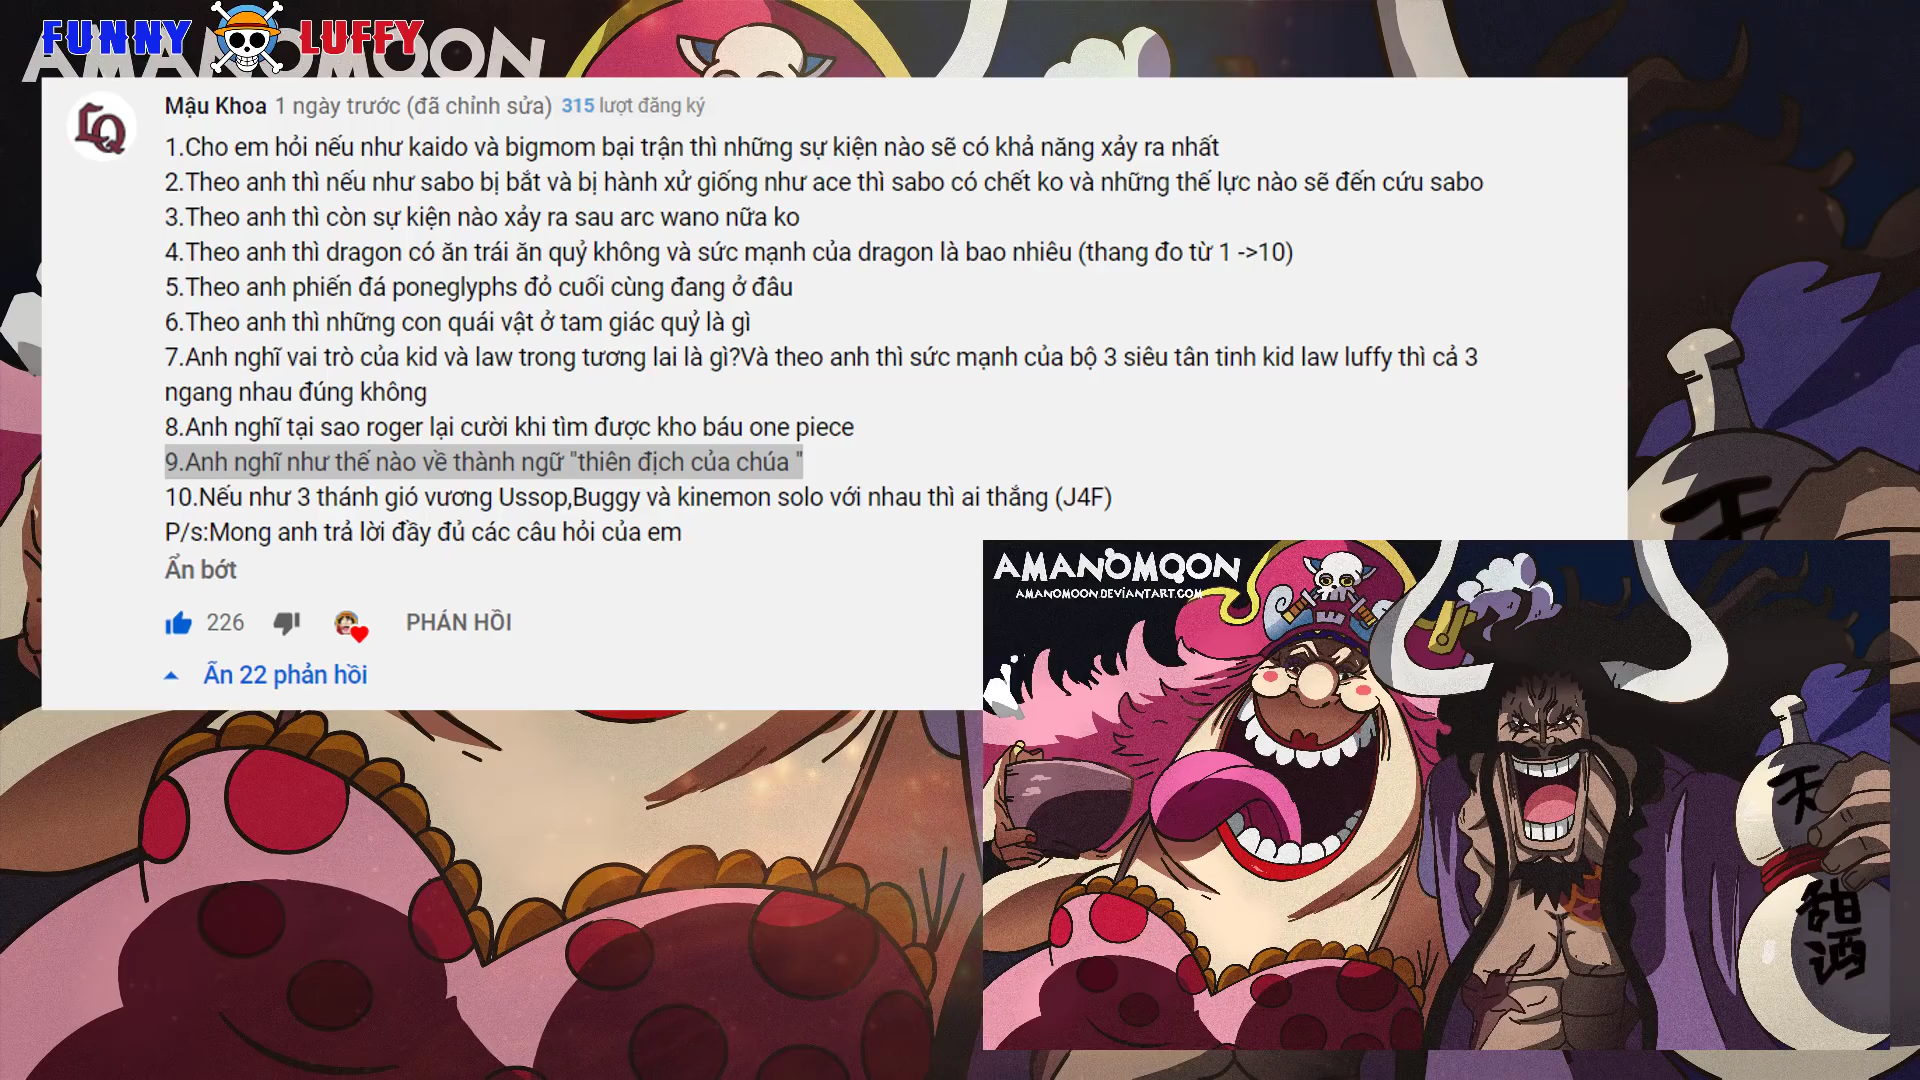 FUNNY LUFFY
AMANOMOON
Mậu Khoa 1 ngày trước (đã chỉnh sửa) 315 lượt đăng ký
1.Cho em hỏi nếu như kaido và bigmom bại trận thì những sự kiện nào sẽ có khả năng xảy ra nhất
2.Theo anh thì nếu như sabo bị bắt và bị hành xử giống như ace thì sabo có chết ko và những thế lực nào sẽ đến cứu sabo
3.Theo anh thì còn sự kiện nào xảy ra sau arc wano nữa ko
4.Theo anh thì dragon có ăn trái ăn quỷ không và sức mạnh của dragon là bao nhiêu (thang đo từ 1 ->10)
5.Theo anh phiến đá poneglyphs đỏ cuối cùng đang ở đâu
6.Theo anh thì những con quái vật ở tam giác quỷ là gì
7.Anh nghĩ vai trò của kid và law trong tương lai là gì?Và theo anh thì sức mạnh của bộ 3 siêu tân tinh kid law luffy thì cả 3
ngang nhau đúng không
8.Anh nghĩ tại sao roger lại cười khi tìm được kho báu one piece
9.Anh nghĩ như thế nào về thành ngữ "thiên địch của chúa "
10.Nếu như 3 thánh gió vương Ussop,Buggy và kinemon solo với nhau thì ai thắng (J4F)
P/s:Mong anh trả lời đầy đủ các câu hỏi của em
Ẩn bớt
226 PHẢN HỒI
Ẩn 22 phản hồi
AMANOMOON
AMANOMOON.DEVIANTART.COM
天
天
甜
酒